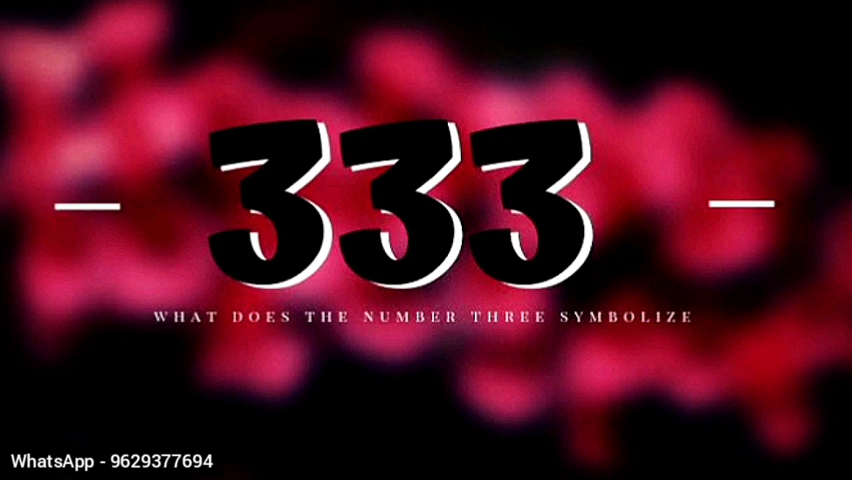 333
WHAT DOES THE NUMBER THREE SYMBOLIZE
WhatsApp - 9629377694